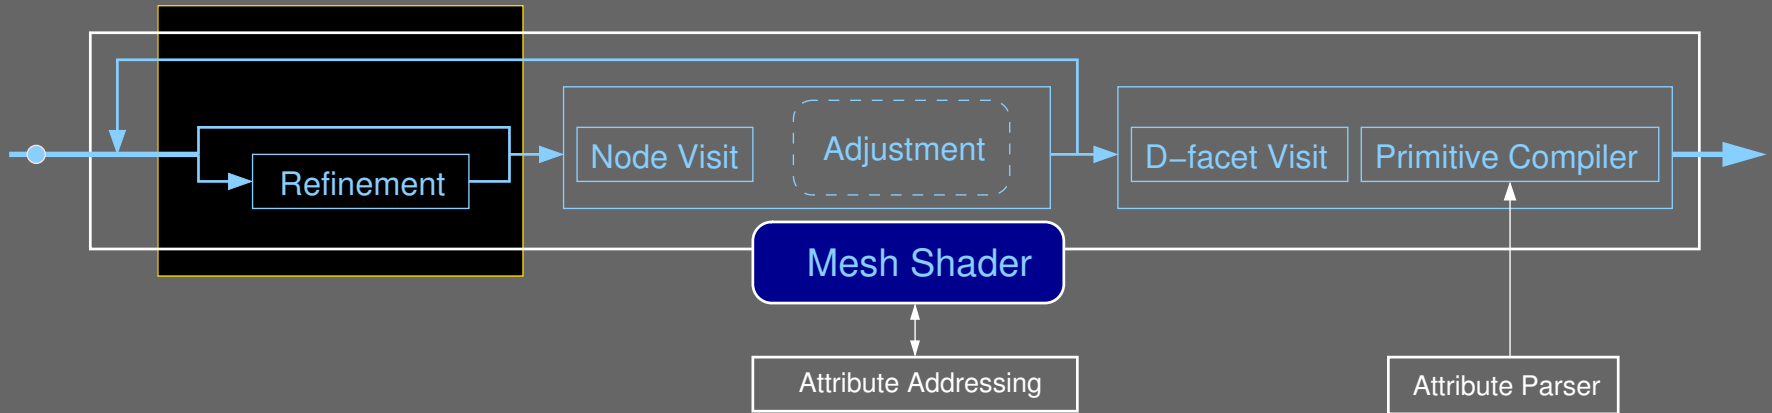 Refinement
Node Visit
Adjustment
D−facet Visit
Primitive Compiler
Mesh Shader
Attribute Addressing
Attribute Parser